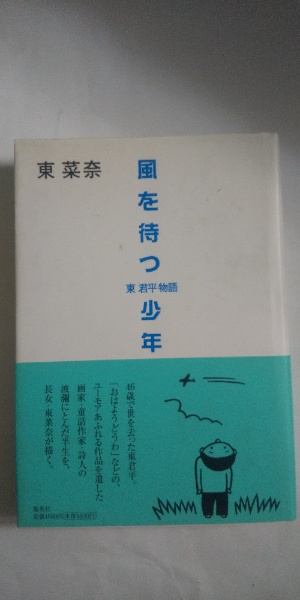 東 菜奈
風を待つ少年
東 君平物語
46歳で世を去った東君平。
「おはようどうわ」などの、
ユーモアあふれる作品を遺した
画家・童話作家・詩人の
波瀾にとんだ半生を、
長女・東菜奈が描く。
集英社